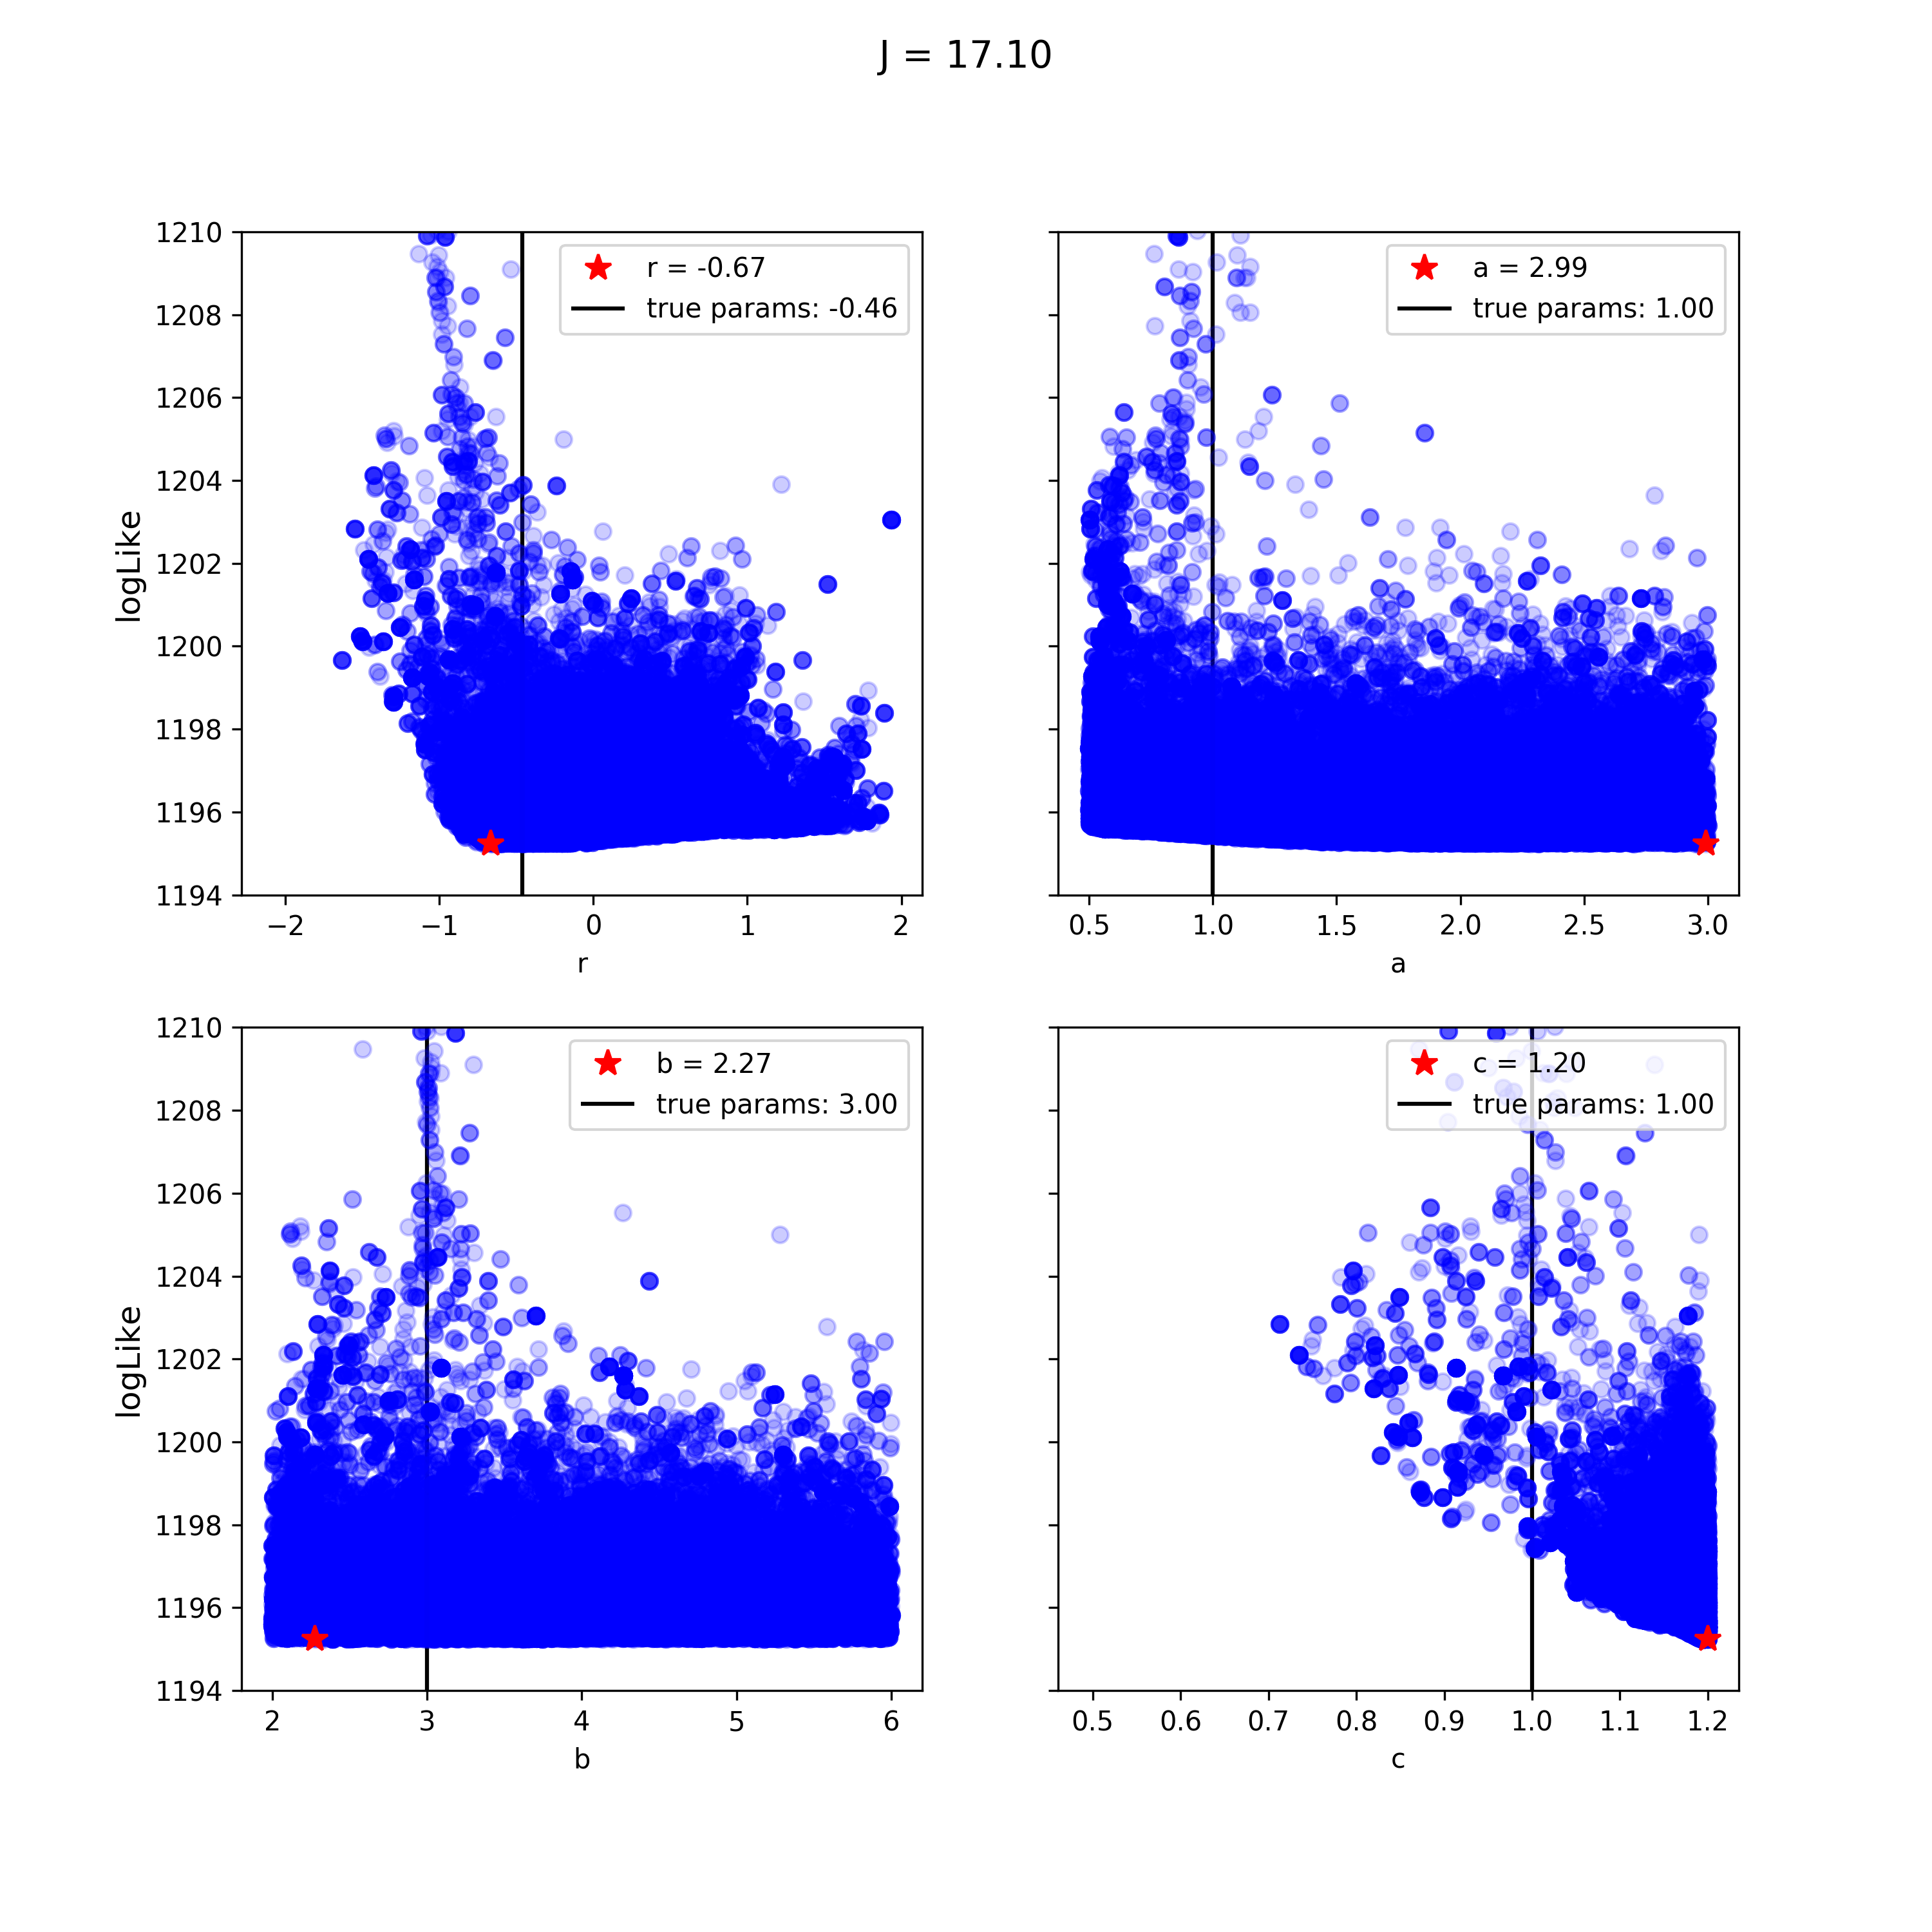 J = 17.10
1210
1208
1206
1204
1202
1200
1198
1196
1194
logLike
r = -0.67
true params: -0.46
−2 −1 0 1 2
r
a = 2.99
true params: 1.00
0.5 1.0 1.5 2.0 2.5 3.0
a
1210
1208
1206
1204
1202
1200
1198
1196
1194
logLike
b = 2.27
true params: 3.00
2 3 4 5 6
b
c = 1.20
true params: 1.00
0.5 0.6 0.7 0.8 0.9 1.0 1.1 1.2
c